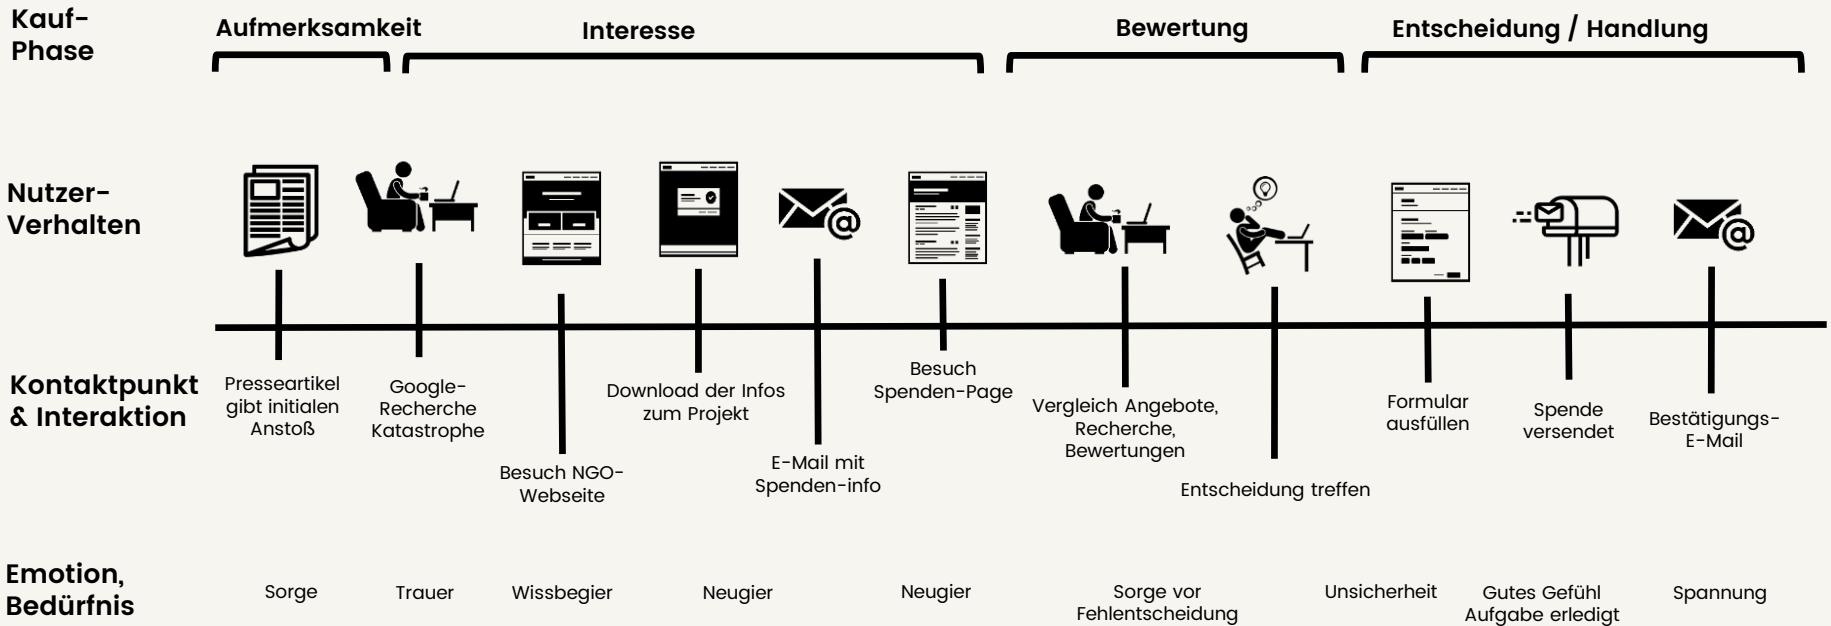 Kauf-
Phase
Aufmerksamkeit
Interesse
Bewertung
Entscheidung / Handlung
Nutzer-
Verhalten
Kontaktpunkt
& Interaktion
Presseartikel
gibt initialen
Anstoß
Google-
Recherche
Katastrophe
Besuch NGO-
Webseite
Download der Infos
zum Projekt
E-Mail mit
Spenden-info
Besuch
Spenden-Page
Vergleich Angebote,
Recherche,
Bewertungen
Entscheidung treffen
Formular
ausfüllen
Spende
versendet
Bestätigungs-
E-Mail
Emotion,
Bedürfnis
Sorge
Trauer
Wissbegier
Neugier
Neugier
Sorge vor
Fehlentscheidung
Unsicherheit
Gutes Gefühl
Aufgabe erledigt
Spannung